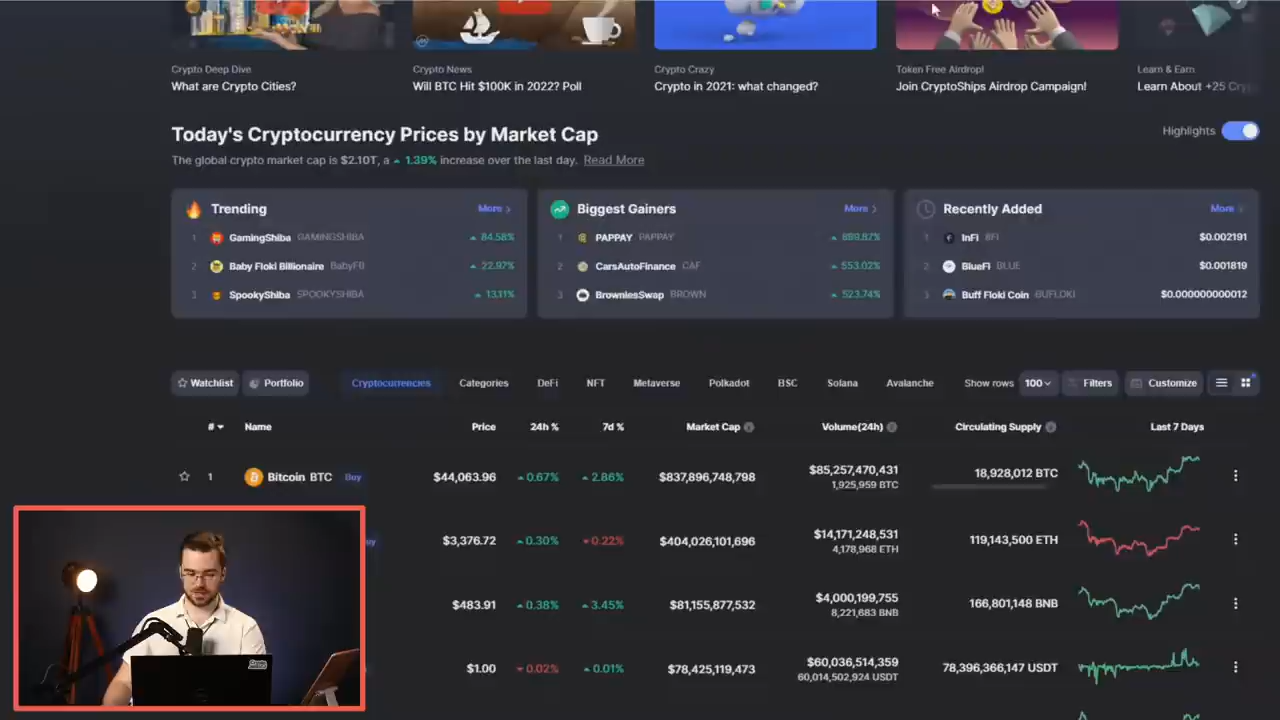 Crypto Deep Dive
What are Crypto Cities?
Crypto News
Will BTC Hit $100K in 2022? Poll
Crypto Crazy
Crypto in 2021: what changed?
Token Free Airdrop!
Join CryptoShips Airdrop Campaign!
Learn & Earn
Learn About +25 Cry
Today's Cryptocurrency Prices by Market Cap
Highlights
The global crypto market cap is $2.10T, a 1.39% increase over the last day. Read More
Trending More
1 GamingShiba GAMINGSHIBA 84.58%
2 Baby Floki Billionaire BabyFB 22.97%
3 SpookyShiba SPOOKYSHIBA 13.11%
Biggest Gainers More
1 PAPPAY PAPPAY 889.87%
2 CarsAutoFinance CAF 553.02%
3 BrowniesSwap BROWN 523.74%
Recently Added More
1 InFi $0.002191
2 BlueFi BLUE $0.001819
3 Buff Floki Coin BUFLOKI $0.000000000012
Watchlist Portfolio Cryptocurrencies Categories DeFi NFT Metaverse Polkadot BSC Solana Avalanche Show rows 100 Filters Customize
# Name Price 24h % 7d % Market Cap Volume(24h) Circulating Supply Last 7 Days
1 Bitcoin BTC Buy $44,063.96 0.67% 2.86% $837,896,748,798 $85,257,470,431 18,928,012 BTC
1,925,959 BTC
uy $3,376.72 0.30% 0.22% $404,026,101,696 $14,171,248,531 119,143,500 ETH
4,178,968 ETH
$483.91 0.38% 3.45% $81,155,877,532 $4,000,199,755 166,801,148 BNB
8,221,683 BNB
$1.00 0.02% 0.01% $78,425,119,473 $60,036,514,359 78,396,366,147 USDT
60,014,502,924 USDT